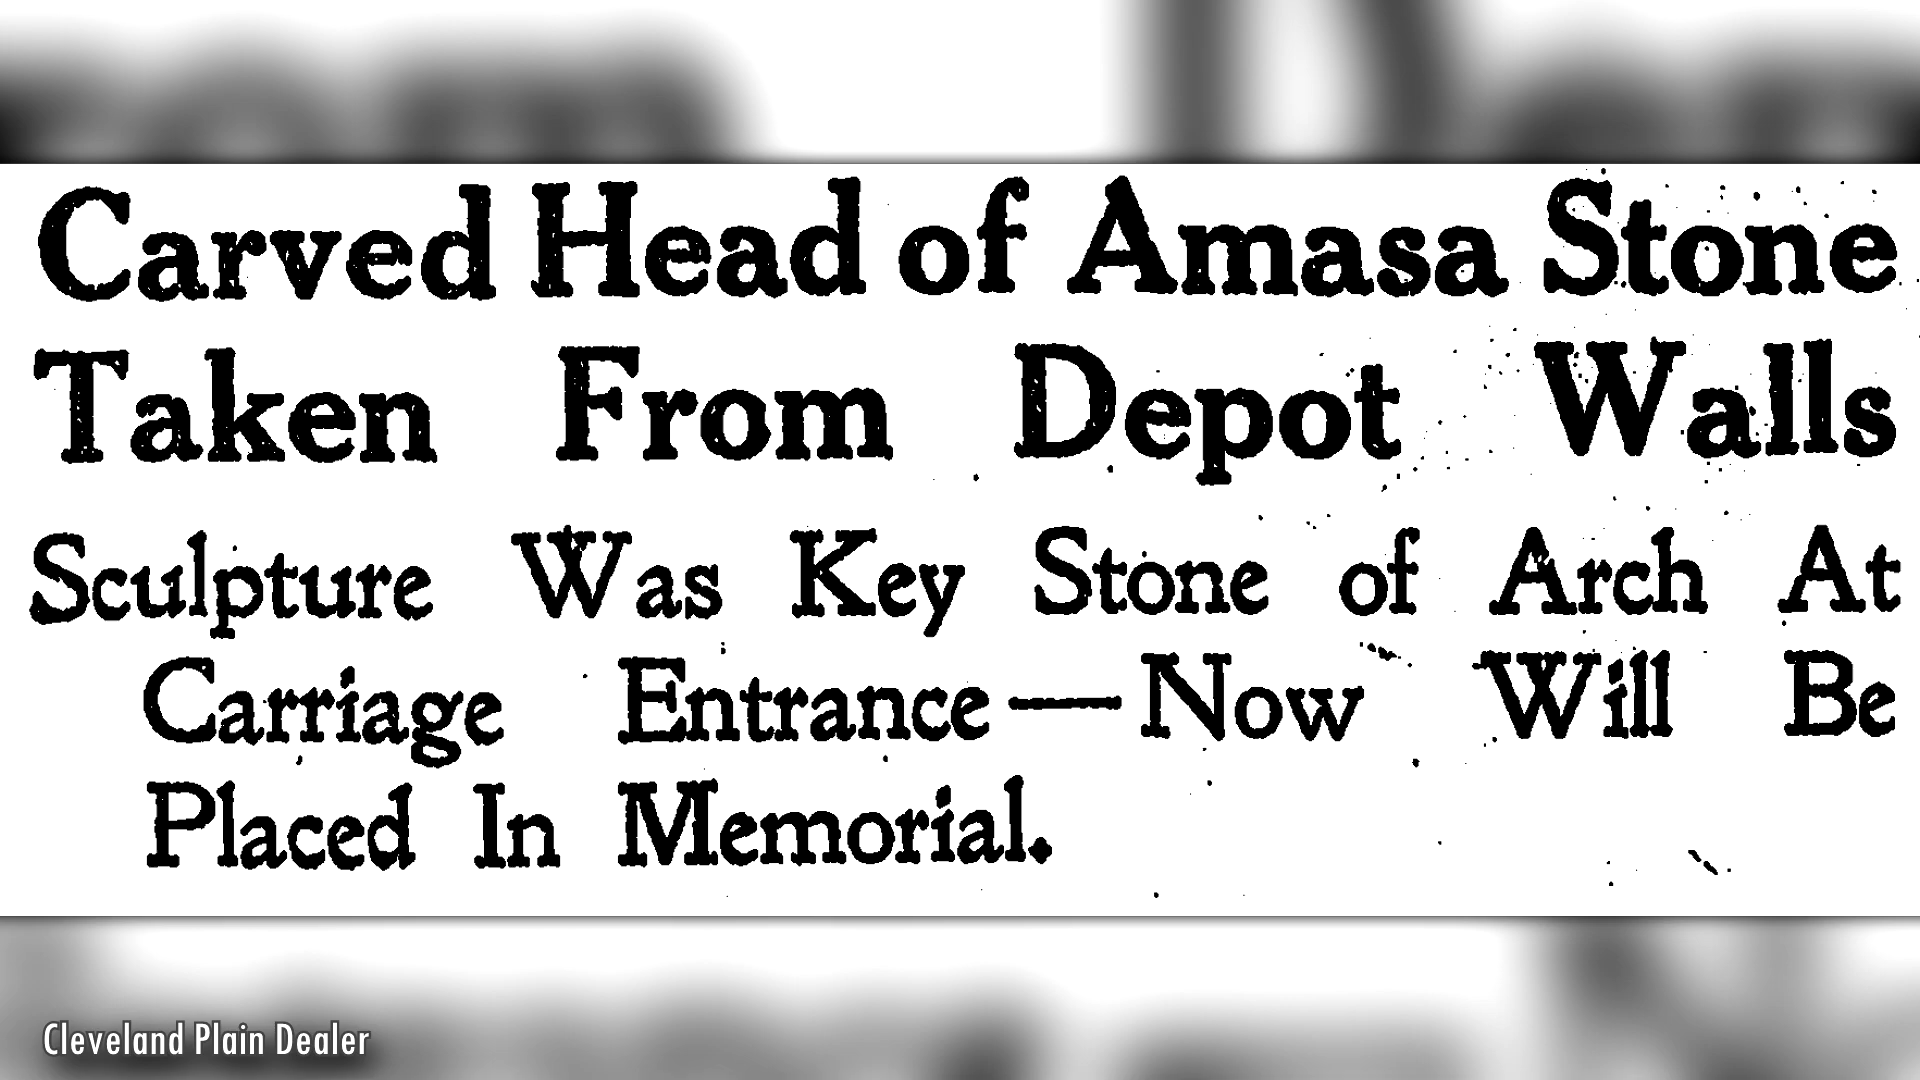 Carved Head of Amasa Stone
Taken From Depot Walls
Sculpture Was Key Stone of Arch At
Carriage Entrance—Now Will Be
Placed In Memorial.
Cleveland Plain Dealer